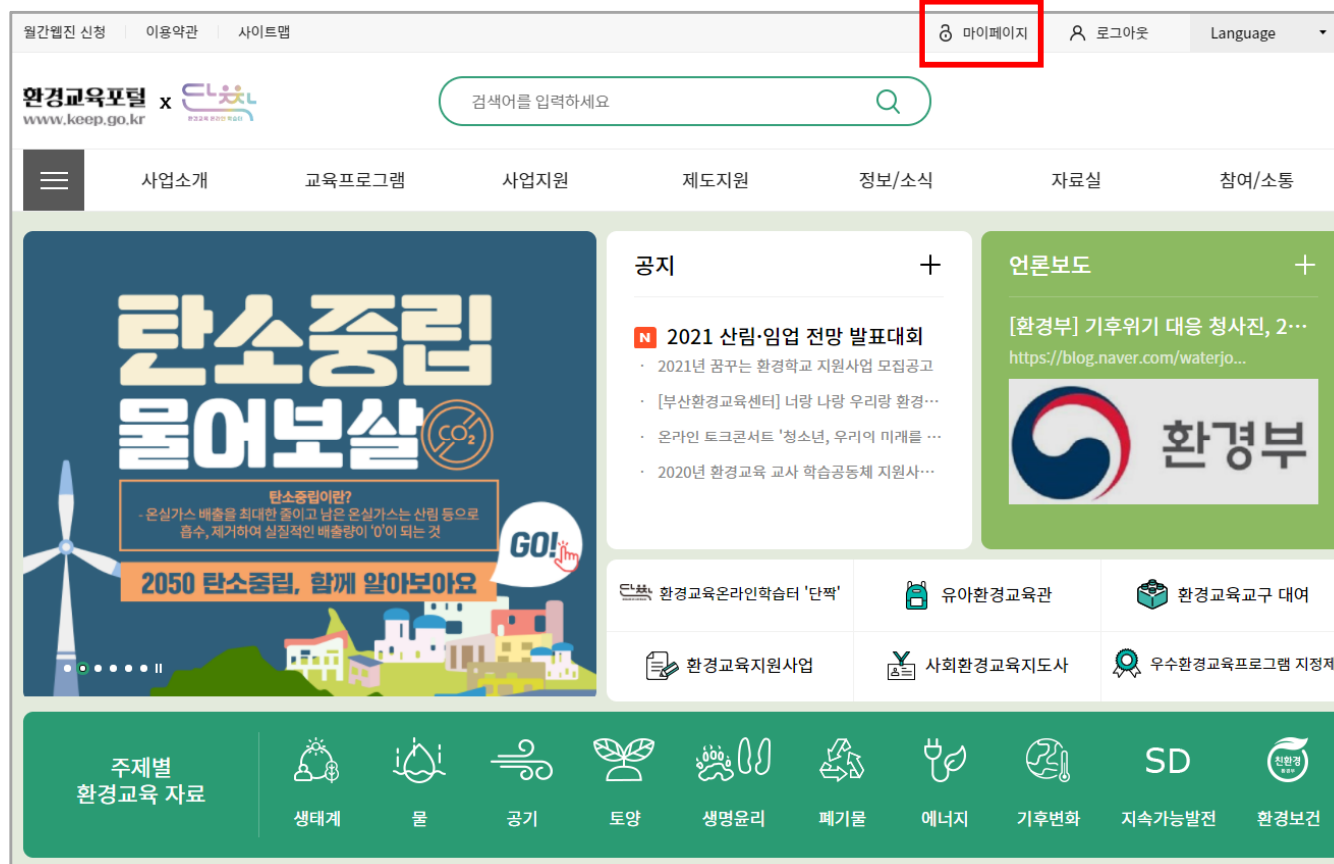 월간웹진 신청 이용약관 사이트맵 마이페이지 로그아웃 Language
환경교육포털 x
www.keep.go.kr
검색어를 입력하세요
사업소개 교육프로그램 사업지원 제도지원 정보/소식 자료실 참여/소통
탄소중립
물어보살
CO₂
탄소중립이란?
- 온실가스 배출을 최대한 줄이고 남은 온실가스는 산림 등으로
흡수, 제거하여 실질적인 배출량이 '0'이 되는 것
GO!
2050 탄소중립, 함께 알아보아요
공지
N 2021 산림·임업 전망 발표대회
· 2021년 꿈꾸는 환경학교 지원사업 모집공고
· [부산환경교육센터] 너랑 나랑 우리랑 환경…
· 온라인 토크콘서트 '청소년, 우리의 미래를 …
· 2020년 환경교육 교사 학습공동체 지원사…
언론보도
[환경부] 기후위기 대응 청사진, 2…
https://blog.naver.com/waterjo...
환경부
환경교육온라인학습터 '단짝' 유아환경교육관 환경교육교구 대여
환경교육지원사업 사회환경교육지도사 우수환경교육프로그램 지정제
주제별
환경교육 자료
SD
친환경
생태계 물 공기 토양 생명윤리 폐기물 에너지 기후변화 지속가능발전 환경보건